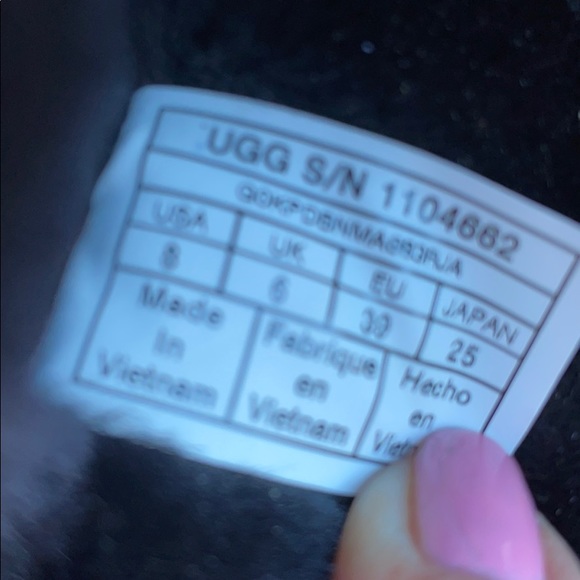 UGG S/N 1104662
USA UK EU JAPAN
8 6 39 25
Made in Vietnam
Fabrique en Vietnam
Hecho en